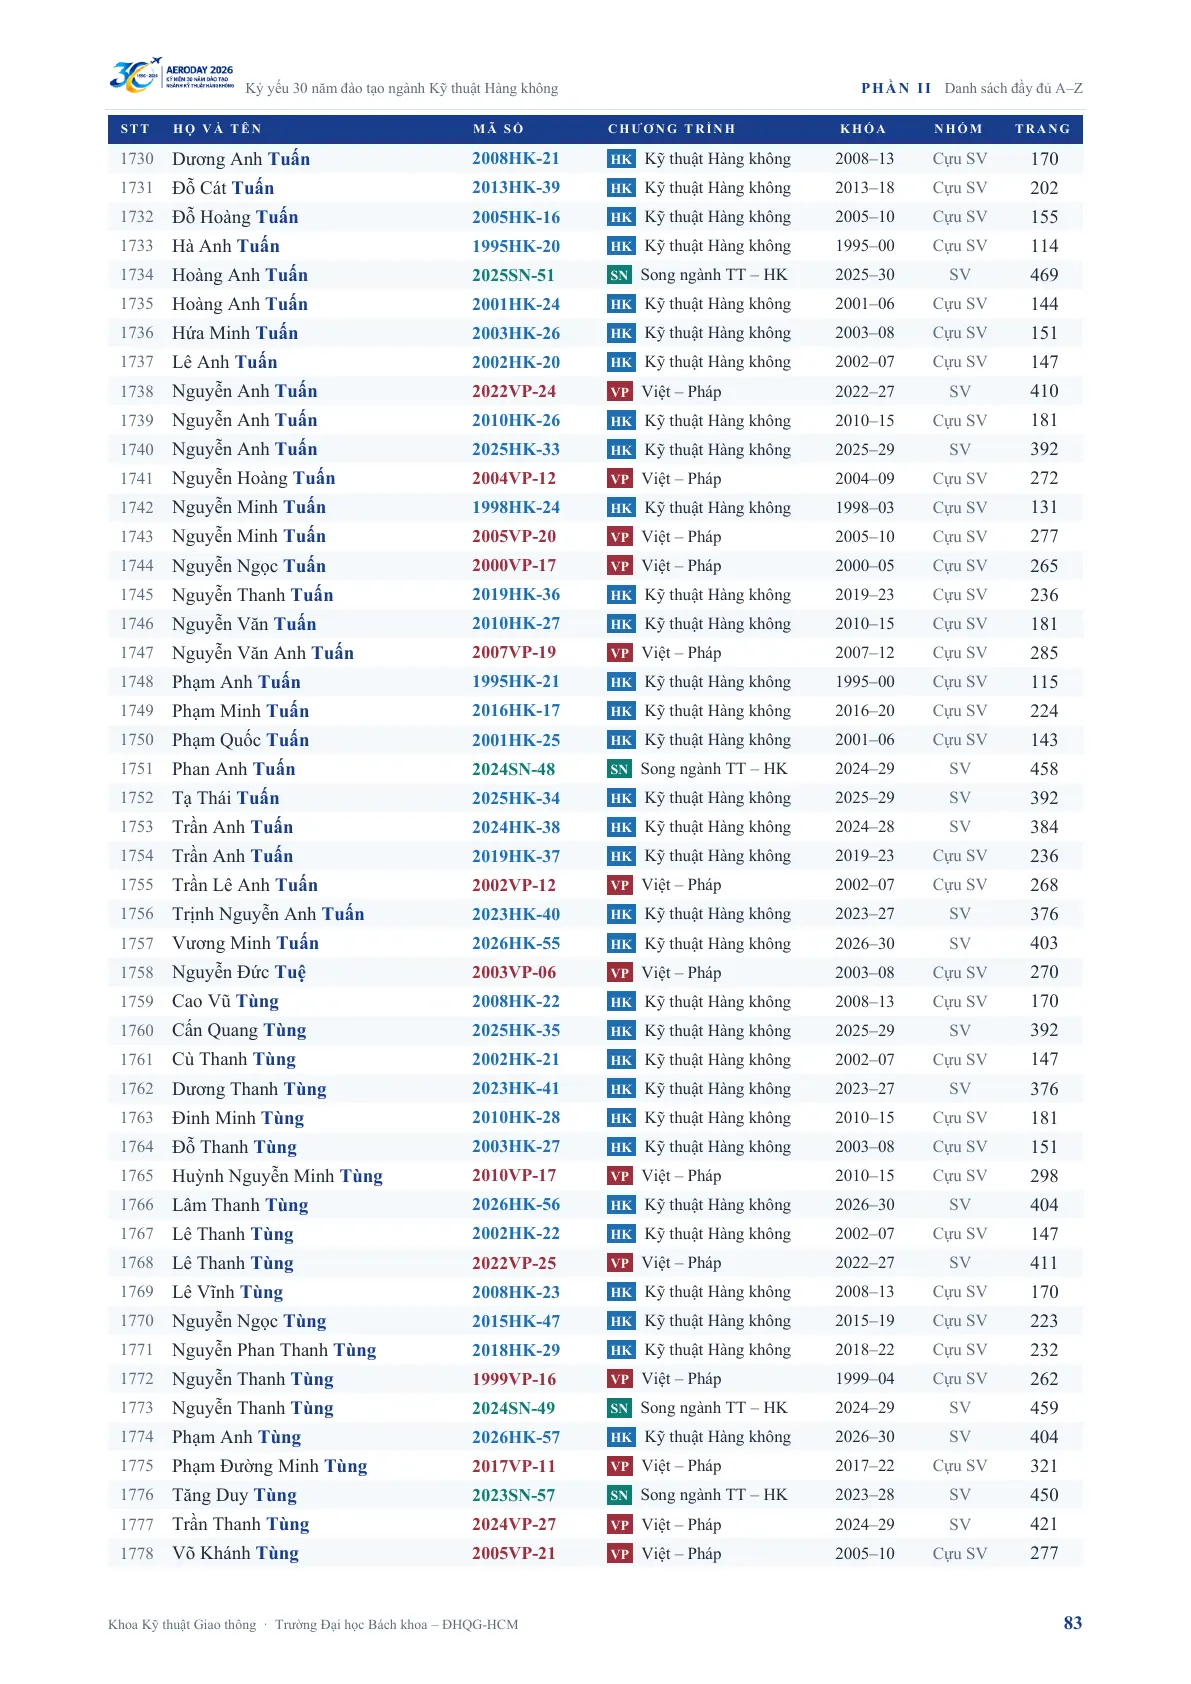 30 1996 - 2026 AERODAY 2026
KỶ NIỆM 30 NĂM ĐÀO TẠO
NGÀNH KỸ THUẬT HÀNG KHÔNG
Kỷ yếu 30 năm đào tạo ngành Kỹ thuật Hàng không PHẦN II Danh sách đầy đủ A–Z
STT HỌ VÀ TÊN MÃ SỐ CHƯƠNG TRÌNH KHÓA NHÓM TRANG
1730 Dương Anh Tuấn 2008HK-21 HK Kỹ thuật Hàng không 2008–13 Cựu SV 170
1731 Đỗ Cát Tuấn 2013HK-39 HK Kỹ thuật Hàng không 2013–18 Cựu SV 202
1732 Đỗ Hoàng Tuấn 2005HK-16 HK Kỹ thuật Hàng không 2005–10 Cựu SV 155
1733 Hà Anh Tuấn 1995HK-20 HK Kỹ thuật Hàng không 1995–00 Cựu SV 114
1734 Hoàng Anh Tuấn 2025SN-51 SN Song ngành TT – HK 2025–30 SV 469
1735 Hoàng Anh Tuấn 2001HK-24 HK Kỹ thuật Hàng không 2001–06 Cựu SV 144
1736 Hứa Minh Tuấn 2003HK-26 HK Kỹ thuật Hàng không 2003–08 Cựu SV 151
1737 Lê Anh Tuấn 2002HK-20 HK Kỹ thuật Hàng không 2002–07 Cựu SV 147
1738 Nguyễn Anh Tuấn 2022VP-24 VP Việt – Pháp 2022–27 SV 410
1739 Nguyễn Anh Tuấn 2010HK-26 HK Kỹ thuật Hàng không 2010–15 Cựu SV 181
1740 Nguyễn Anh Tuấn 2025HK-33 HK Kỹ thuật Hàng không 2025–29 SV 392
1741 Nguyễn Hoàng Tuấn 2004VP-12 VP Việt – Pháp 2004–09 Cựu SV 272
1742 Nguyễn Minh Tuấn 1998HK-24 HK Kỹ thuật Hàng không 1998–03 Cựu SV 131
1743 Nguyễn Minh Tuấn 2005VP-20 VP Việt – Pháp 2005–10 Cựu SV 277
1744 Nguyễn Ngọc Tuấn 2000VP-17 VP Việt – Pháp 2000–05 Cựu SV 265
1745 Nguyễn Thanh Tuấn 2019HK-36 HK Kỹ thuật Hàng không 2019–23 Cựu SV 236
1746 Nguyễn Văn Tuấn 2010HK-27 HK Kỹ thuật Hàng không 2010–15 Cựu SV 181
1747 Nguyễn Văn Anh Tuấn 2007VP-19 VP Việt – Pháp 2007–12 Cựu SV 285
1748 Phạm Anh Tuấn 1995HK-21 HK Kỹ thuật Hàng không 1995–00 Cựu SV 115
1749 Phạm Minh Tuấn 2016HK-17 HK Kỹ thuật Hàng không 2016–20 Cựu SV 224
1750 Phạm Quốc Tuấn 2001HK-25 HK Kỹ thuật Hàng không 2001–06 Cựu SV 143
1751 Phan Anh Tuấn 2024SN-48 SN Song ngành TT – HK 2024–29 SV 458
1752 Tạ Thái Tuấn 2025HK-34 HK Kỹ thuật Hàng không 2025–29 SV 392
1753 Trần Anh Tuấn 2024HK-38 HK Kỹ thuật Hàng không 2024–28 SV 384
1754 Trần Anh Tuấn 2019HK-37 HK Kỹ thuật Hàng không 2019–23 Cựu SV 236
1755 Trần Lê Anh Tuấn 2002VP-12 VP Việt – Pháp 2002–07 Cựu SV 268
1756 Trịnh Nguyễn Anh Tuấn 2023HK-40 HK Kỹ thuật Hàng không 2023–27 SV 376
1757 Vương Minh Tuấn 2026HK-55 HK Kỹ thuật Hàng không 2026–30 SV 403
1758 Nguyễn Đức Tuệ 2003VP-06 VP Việt – Pháp 2003–08 Cựu SV 270
1759 Cao Vũ Tùng 2008HK-22 HK Kỹ thuật Hàng không 2008–13 Cựu SV 170
1760 Cấn Quang Tùng 2025HK-35 HK Kỹ thuật Hàng không 2025–29 SV 392
1761 Cù Thanh Tùng 2002HK-21 HK Kỹ thuật Hàng không 2002–07 Cựu SV 147
1762 Dương Thanh Tùng 2023HK-41 HK Kỹ thuật Hàng không 2023–27 SV 376
1763 Đinh Minh Tùng 2010HK-28 HK Kỹ thuật Hàng không 2010–15 Cựu SV 181
1764 Đỗ Thanh Tùng 2003HK-27 HK Kỹ thuật Hàng không 2003–08 Cựu SV 151
1765 Huỳnh Nguyễn Minh Tùng 2010VP-17 VP Việt – Pháp 2010–15 Cựu SV 298
1766 Lâm Thanh Tùng 2026HK-56 HK Kỹ thuật Hàng không 2026–30 SV 404
1767 Lê Thanh Tùng 2002HK-22 HK Kỹ thuật Hàng không 2002–07 Cựu SV 147
1768 Lê Thanh Tùng 2022VP-25 VP Việt – Pháp 2022–27 SV 411
1769 Lê Vĩnh Tùng 2008HK-23 HK Kỹ thuật Hàng không 2008–13 Cựu SV 170
1770 Nguyễn Ngọc Tùng 2015HK-47 HK Kỹ thuật Hàng không 2015–19 Cựu SV 223
1771 Nguyễn Phan Thanh Tùng 2018HK-29 HK Kỹ thuật Hàng không 2018–22 Cựu SV 232
1772 Nguyễn Thanh Tùng 1999VP-16 VP Việt – Pháp 1999–04 Cựu SV 262
1773 Nguyễn Thanh Tùng 2024SN-49 SN Song ngành TT – HK 2024–29 SV 459
1774 Phạm Anh Tùng 2026HK-57 HK Kỹ thuật Hàng không 2026–30 SV 404
1775 Phạm Đường Minh Tùng 2017VP-11 VP Việt – Pháp 2017–22 Cựu SV 321
1776 Tăng Duy Tùng 2023SN-57 SN Song ngành TT – HK 2023–28 SV 450
1777 Trần Thanh Tùng 2024VP-27 VP Việt – Pháp 2024–29 SV 421
1778 Võ Khánh Tùng 2005VP-21 VP Việt – Pháp 2005–10 Cựu SV 277
Khoa Kỹ thuật Giao thông · Trường Đại học Bách khoa – ĐHQG-HCM 83